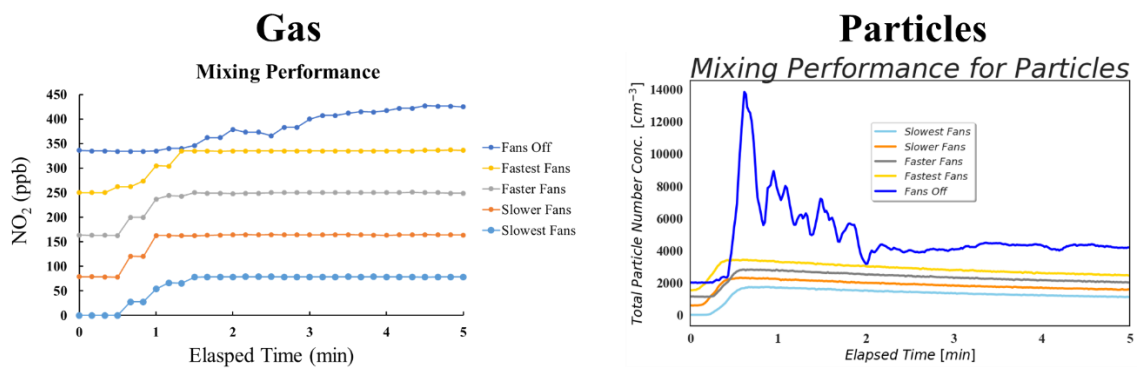 Gas
Mixing Performance
450
400
350
300
250
200
150
100
50
0
NO₂ (ppb)
0 1 2 3 4 5
Elasped Time (min)
Fans Off
Fastest Fans
Faster Fans
Slower Fans
Slowest Fans
Particles
Mixing Performance for Particles
14000
12000
10000
8000
6000
4000
2000
0
Total Particle Number Conc. [cm⁻³]
Slowest Fans
Slower Fans
Faster Fans
Fastest Fans
Fans Off
0 1 2 3 4 5
Elapsed Time [min]